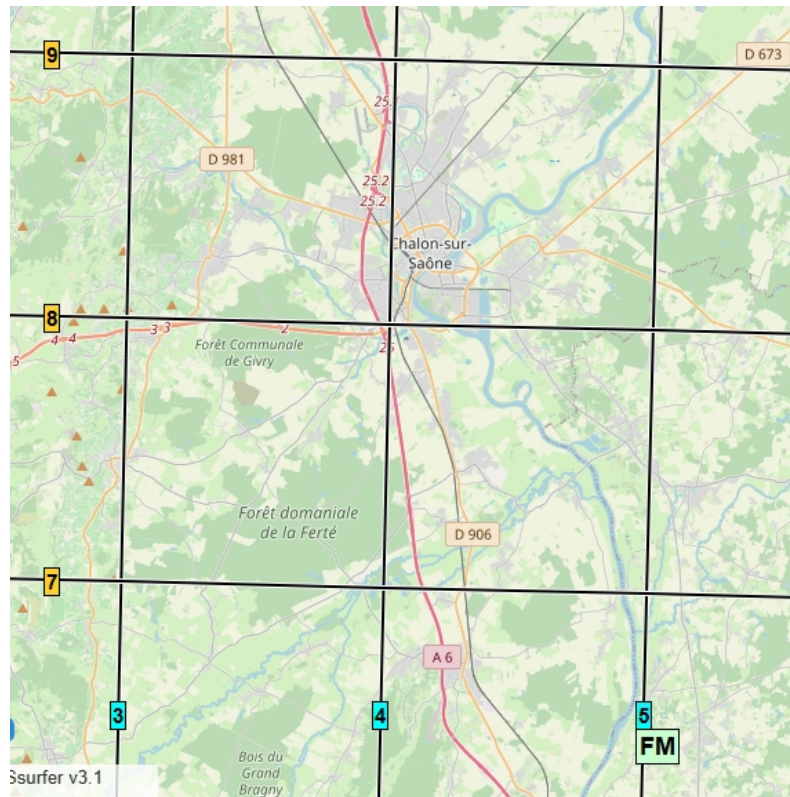 9
D 673
25.
D 981
25.2
25.2
Chalon-sur-
Saône
8
4 4
3 3
2
5
25
Forêt Communale
de Givry
Forêt domaniale
de la Ferté
D 906
7
A 6
3
4
5
FM
Bois du
Grand
Bragny
Ssurfer v3.1